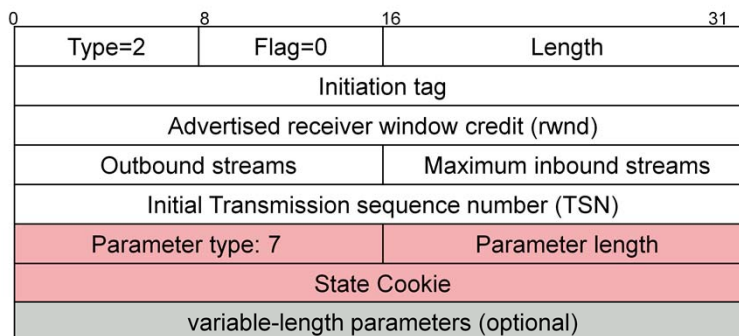 0 8 16 31
Type=2 Flag=0 Length
Initiation tag
Advertised receiver window credit (rwnd)
Outbound streams Maximum inbound streams
Initial Transmission sequence number (TSN)
Parameter type: 7 Parameter length
State Cookie
variable-length parameters (optional)